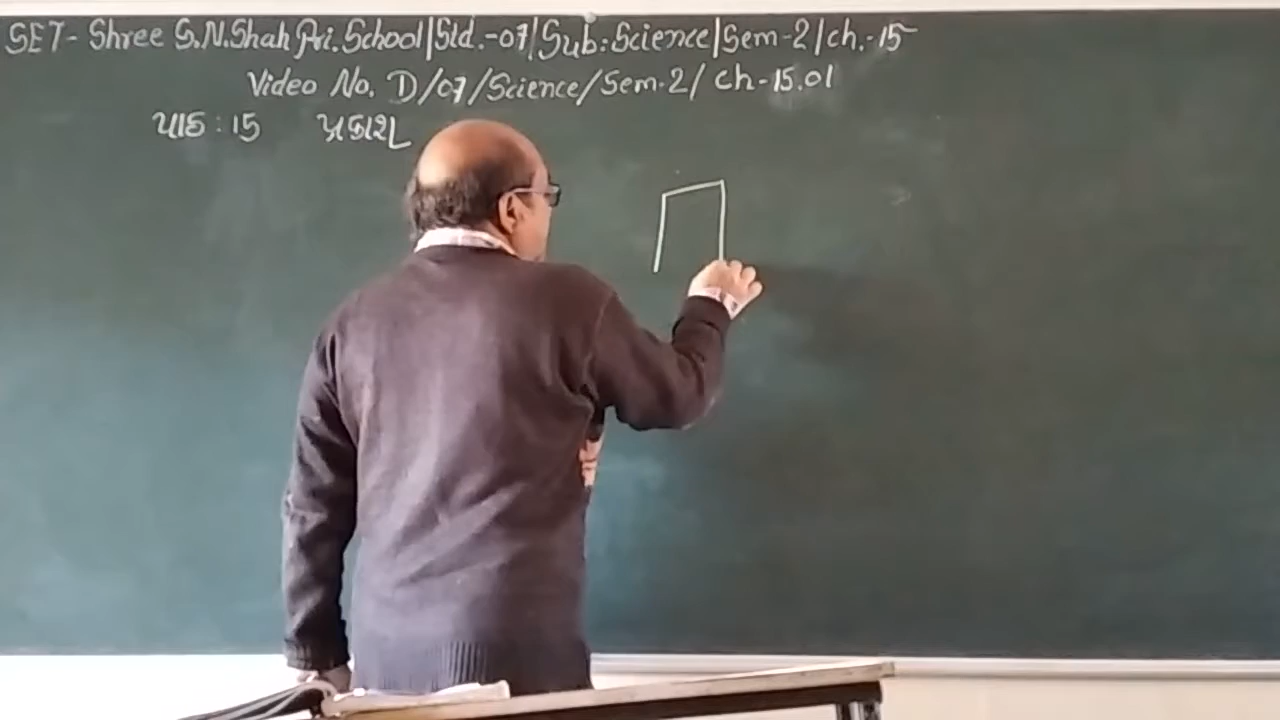 SET- Shree S.N.Shah Pri. School|Std.-07|Sub:Science|Sem-2|ch.-15
Video No. D/07/Science/Sem-2/ch-15.01
પાઠ : 15 પ્રકાશ